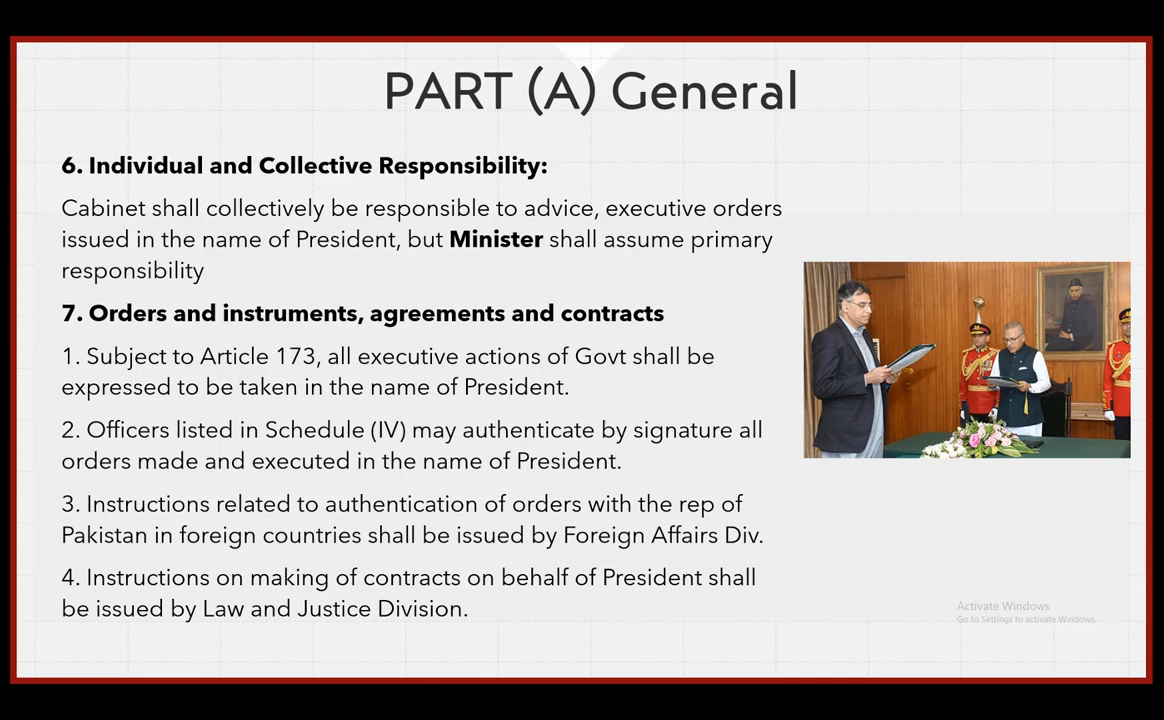 PART (A) General
6. Individual and Collective Responsibility:
Cabinet shall collectively be responsible to advice, executive orders
issued in the name of President, but Minister shall assume primary
responsibility
7. Orders and instruments, agreements and contracts
1. Subject to Article 173, all executive actions of Govt shall be
expressed to be taken in the name of President.
2. Officers listed in Schedule (IV) may authenticate by signature all
orders made and executed in the name of President.
3. Instructions related to authentication of orders with the rep of
Pakistan in foreign countries shall be issued by Foreign Affairs Div.
4. Instructions on making of contracts on behalf of President shall
be issued by Law and Justice Division.
Activate Windows
Go to Settings to activate Windows.